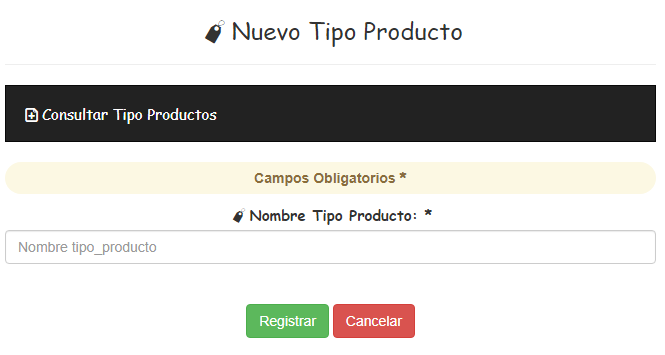 Nuevo Tipo Producto
Consultar Tipo Productos
Campos Obligatorios *
Nombre Tipo Producto: *
Nombre tipo_producto
Registrar Cancelar